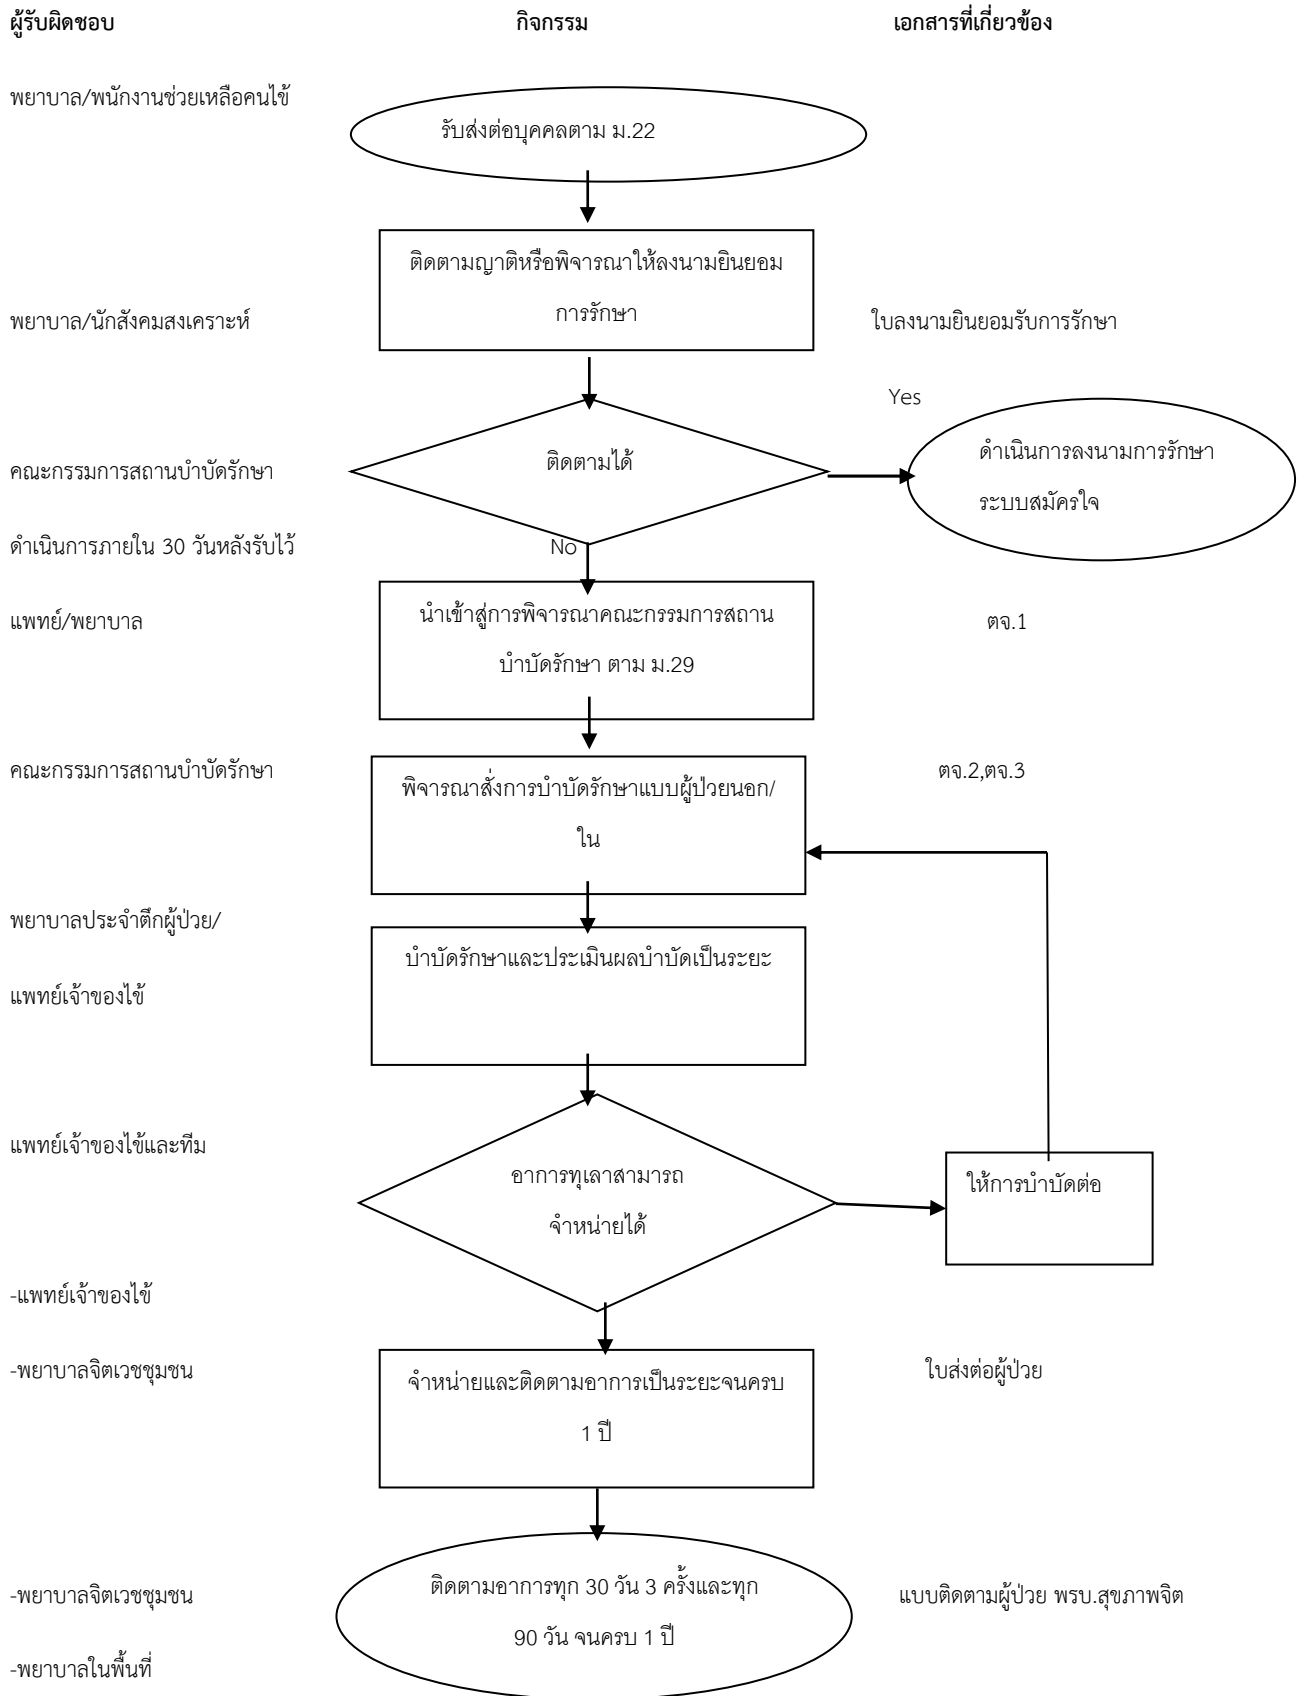 ผู้รับผิดชอบ กิจกรรม เอกสารที่เกี่ยวข้อง
พยาบาล/พนักงานช่วยเหลือคนไข้
รับส่งต่อบุคคลตาม ม.22
ติดตามญาติหรือพิจารณาให้ลงนามยินยอม
การรักษา
พยาบาล/นักสังคมสงเคราะห์
ใบลงนามยินยอมรับการรักษา
Yes
ติดตามได้
ดำเนินการลงนามการรักษา
ระบบสมัครใจ
คณะกรรมการสถานบำบัดรักษา
ดำเนินการภายใน 30 วันหลังรับไว้
No
แพทย์/พยาบาล
นำเข้าสู่การพิจารณาคณะกรรมการสถาน
บำบัดรักษา ตาม ม.29
ตจ.1
คณะกรรมการสถานบำบัดรักษา
พิจารณาสั่งการบำบัดรักษาแบบผู้ป่วยนอก/
ใน
ตจ.2,ตจ.3
พยาบาลประจำตึกผู้ป่วย/
แพทย์เจ้าของไข้
บำบัดรักษาและประเมินผลบำบัดเป็นระยะ
แพทย์เจ้าของไข้และทีม
อาการทุเลาสามารถ
จำหน่ายได้
ให้การบำบัดต่อ
-แพทย์เจ้าของไข้
-พยาบาลจิตเวชชุมชน
จำหน่ายและติดตามอาการเป็นระยะจนครบ
1 ปี
ใบส่งต่อผู้ป่วย
-พยาบาลจิตเวชชุมชน
-พยาบาลในพื้นที่
ติดตามอาการทุก 30 วัน 3 ครั้งและทุก
90 วัน จนครบ 1 ปี
แบบติดตามผู้ป่วย พรบ.สุขภาพจิต